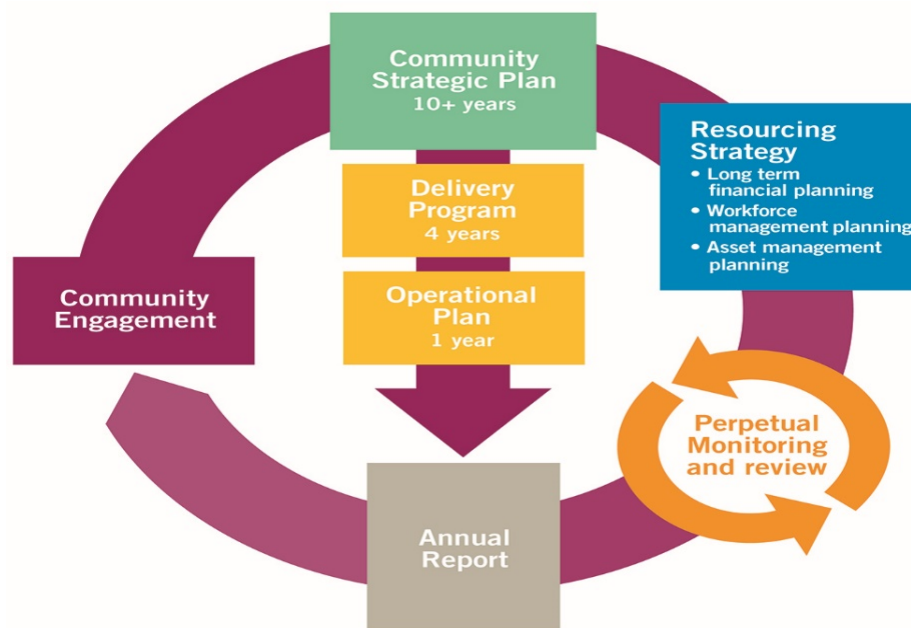 Community
Strategic Plan
10+ years
Resourcing
Strategy
• Long term
financial planning
• Workforce
management planning
• Asset management
planning
Delivery
Program
4 years
Community
Engagement
Operational
Plan
1 year
Perpetual
Monitoring
and review
Annual
Report